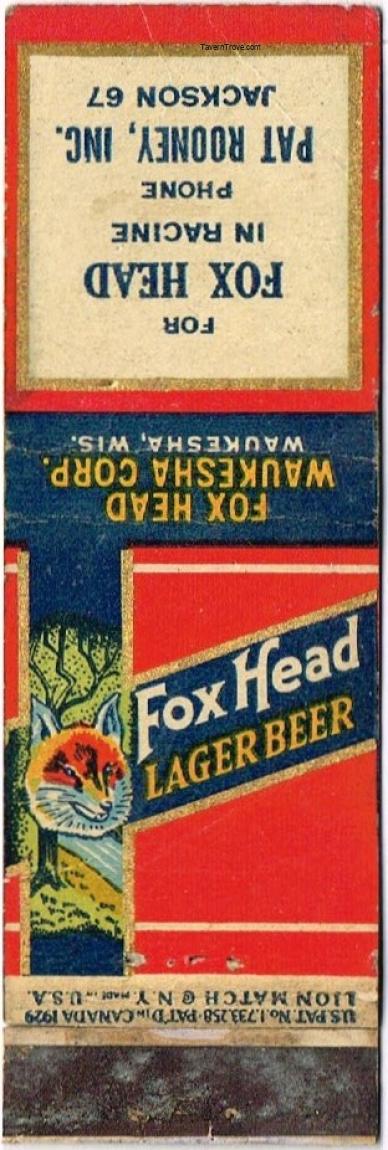 TavernTrove.com
FOR
FOX HEAD
IN RACINE
PHONE
PAT ROONEY, INC.
JACKSON 67
FOX HEAD
WAUKESHA CORP.
WAUKESHA, WIS.
Fox Head
LAGER BEER
U.S. PAT. No. 1,733,258 · PAT'D IN CANADA 1929
LION MATCH © N.Y. MADE IN U.S.A.